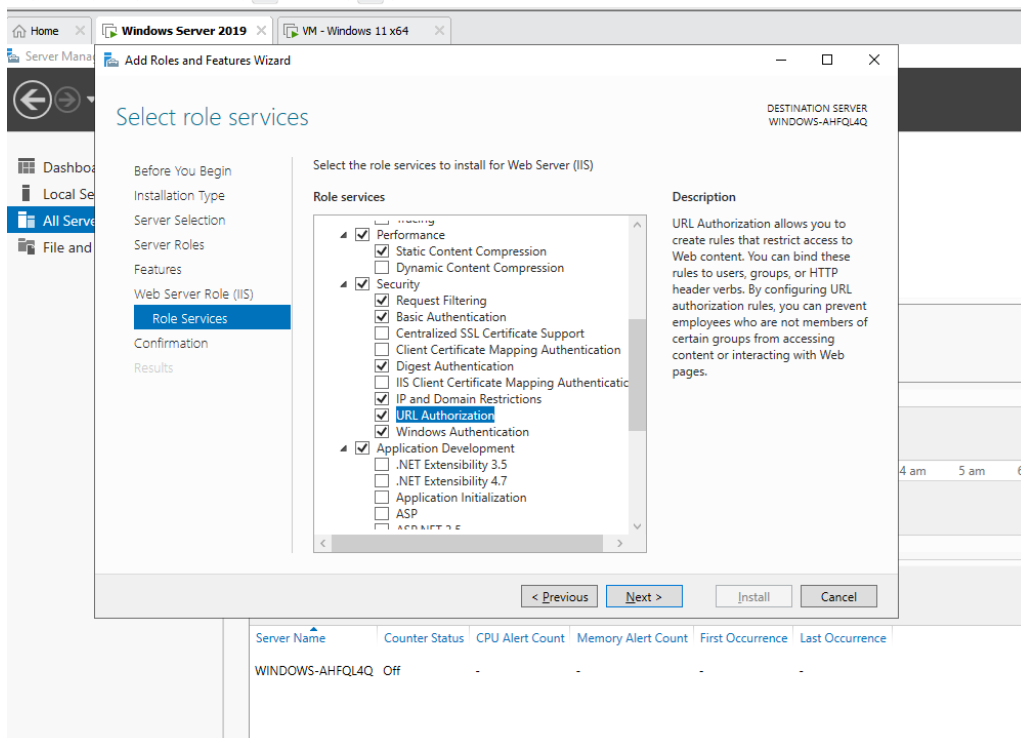 Home
Windows Server 2019
VM - Windows 11 x64
Server Mana
Add Roles and Features Wizard
Select role services
DESTINATION SERVER
WINDOWS-AHFQL4Q
Dashboa
Local Se
All Serve
File and
Before You Begin
Installation Type
Server Selection
Server Roles
Features
Web Server Role (IIS)
Role Services
Confirmation
Results
Select the role services to install for Web Server (IIS)
Role services
Tracing
Performance
Static Content Compression
Dynamic Content Compression
Security
Request Filtering
Basic Authentication
Centralized SSL Certificate Support
Client Certificate Mapping Authentication
Digest Authentication
IIS Client Certificate Mapping Authenticatic
IP and Domain Restrictions
URL Authorization
Windows Authentication
Application Development
.NET Extensibility 3.5
.NET Extensibility 4.7
Application Initialization
ASP
ASP.NET 3.5
Description
URL Authorization allows you to
create rules that restrict access to
Web content. You can bind these
rules to users, groups, or HTTP
header verbs. By configuring URL
authorization rules, you can prevent
employees who are not members of
certain groups from accessing
content or interacting with Web
pages.
4 am 5 am 6
< Previous
Next >
Install
Cancel
Server Name Counter Status CPU Alert Count Memory Alert Count First Occurrence Last Occurrence
WINDOWS-AHFQL4Q Off - - - -